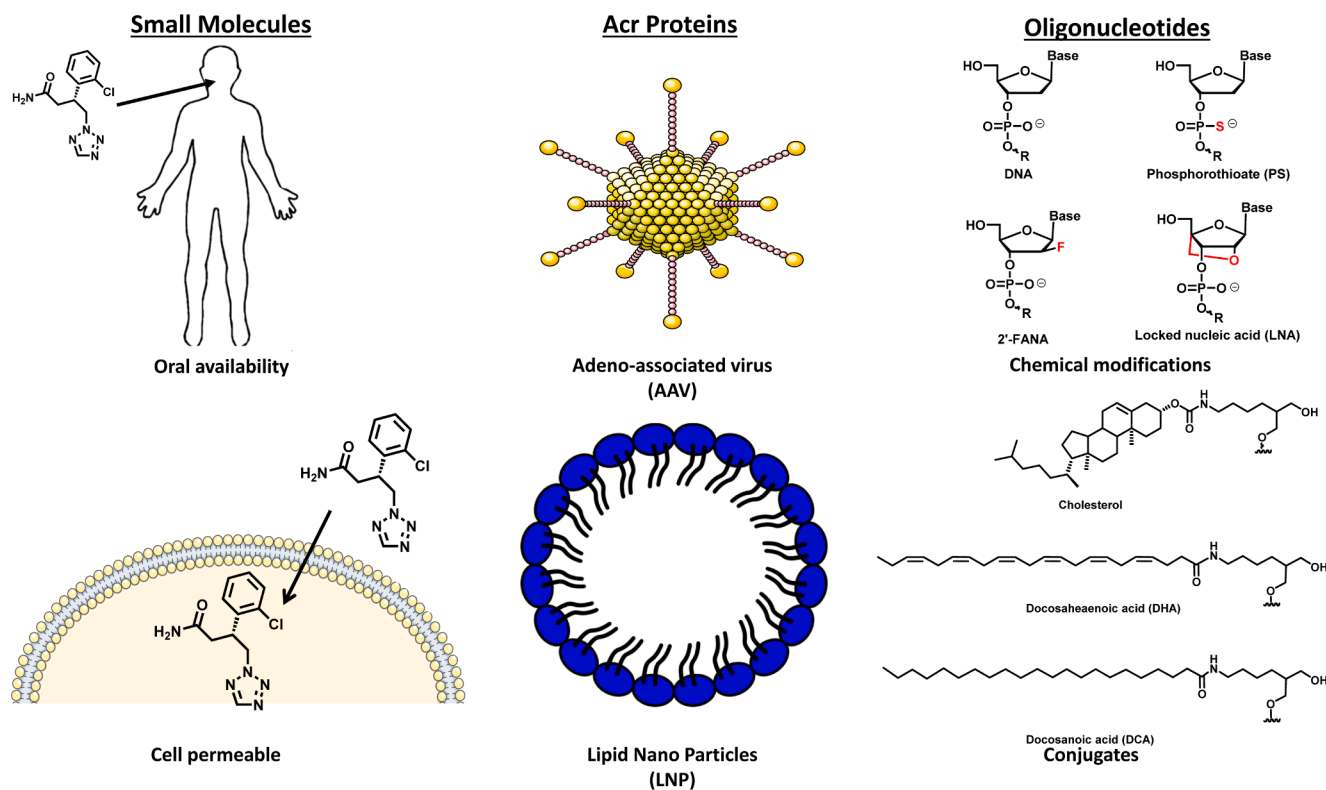 Small Molecules
O
H₂N
Cl
N
N
N
N
Oral availability
O
H₂N
Cl
N
N
N
N
O
H₂N
Cl
N
N
N
N
Cell permeable
Acr Proteins
Adeno-associated virus
(AAV)
Lipid Nano Particles
(LNP)
Oligonucleotides
HO
O
Base
O
O=P-O⊖
O
R
DNA
HO
O
Base
O
O=P-S⊖
O
R
Phosphorothioate (PS)
HO
O
Base
F
O
O=P-O⊖
O
R
2'-FANA
HO
O
Base
O
O
O=P-O⊖
O
R
Locked nucleic acid (LNA)
Chemical modifications
H
H
H
O
O
H
N
OH
O
Cholesterol
O
H
N
OH
O
Docosaheaenoic acid (DHA)
O
H
N
OH
O
Docosanoic acid (DCA)
Conjugates